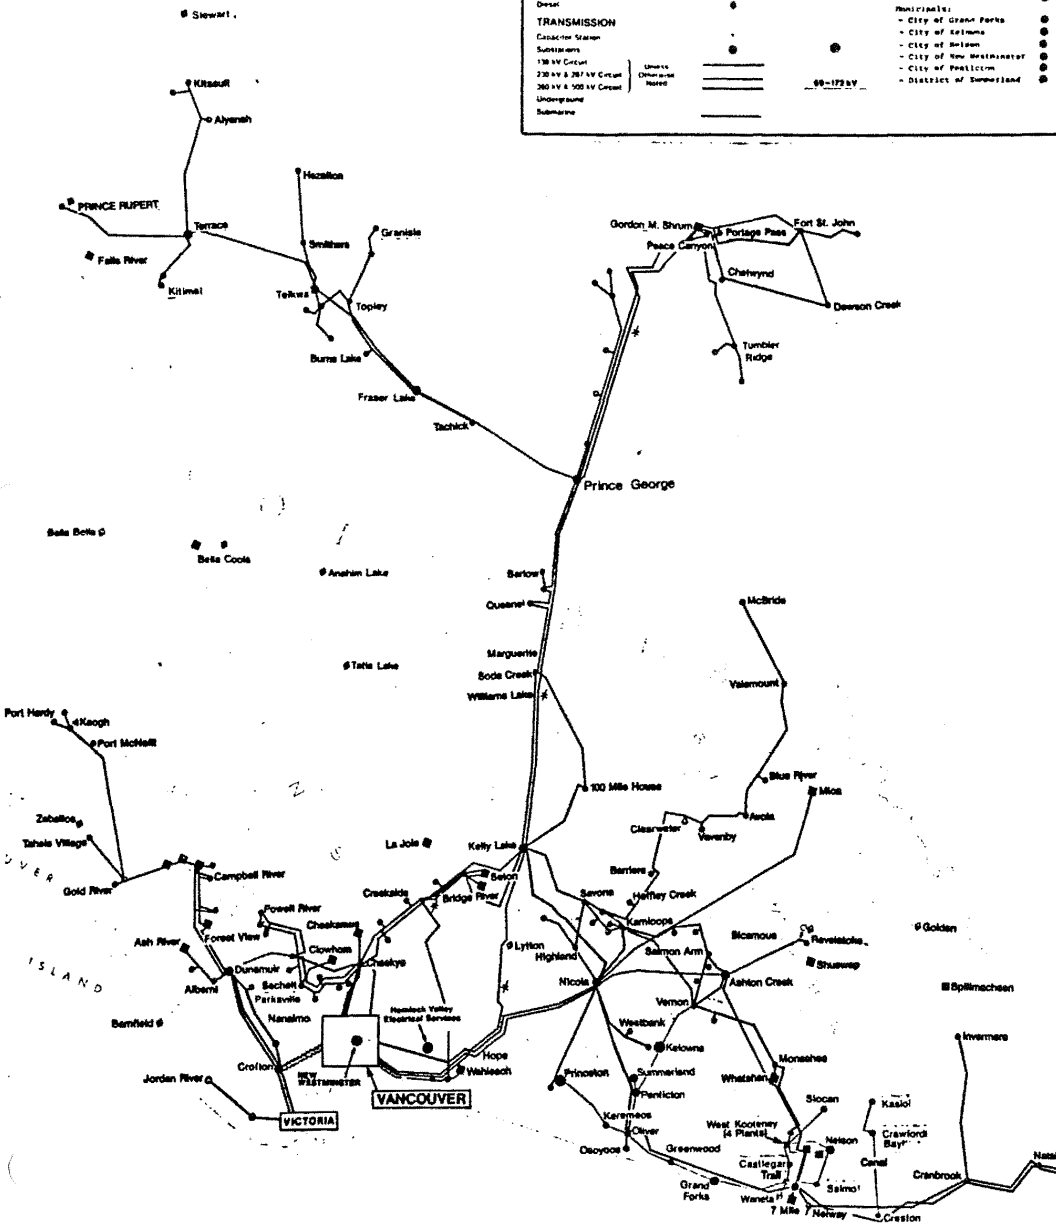 Diesel
TRANSMISSION
Capacitor Station
Substations
138 kV Circuit
230 kV & 287 kV Circuit
360 kV & 500 kV Circuit
Unless
Otherwise
Noted
Underground
Submarine
69-172 kV
Municipals:
- City of Grand Forks
- City of Kelowna
- City of Nelson
- City of New Westminster
- City of Penticton
- District of Summerland
Stewart
Kitsault
Aiyansh
Hazelton
PRINCE RUPERT
Terrace
Smithers
Granisle
Falls River
Kitimat
Telkwa
Topley
Burns Lake
Fraser Lake
Tachick
Gordon M. Shrum
Portage Pass
Fort St. John
Peace Canyon
Chetwynd
Dawson Creek
Tumbler
Ridge
Prince George
Bella Bella
Bella Coola
Anahim Lake
Barlow
Quesnel
McBride
Marguerite
Tatla Lake
Soda Creek
Williams Lake
Valemount
Port Hardy
Keogh
Port McNeill
100 Mile House
Blue River
Mica
Zeballos
Tahsis Village
Clearwater
Avola
Vavenby
La Joie
Kelly Lake
Gold River
Campbell River
Seton
Bridge River
Barriere
Creekside
Savona
Heffley Creek
Powell River
Cheakamus
Kamloops
Forest View
Ash River
Clowhom
Lytton
Highland
Salmon Arm
Sicamous
Revelstoke
Golden
Cheekye
Shuswap
Dunsmuir
Sechelt
Nicola
Ashton Creek
Alberni
Parksville
Spillimacheen
Vernon
Bamfield
Nanaimo
Hemlock Valley
Electrical Services
Westbank
Kelowna
Invermere
Hope
Wahleach
Monashee
Crofton
Jordan River
NEW
WESTMINSTER
Princeton
Summerland
Whatshan
VANCOUVER
Penticton
Slocan
Kaslo
VICTORIA
Keremeos
Oliver
West Kootenay
(4 Plants)
Nelson
Crawford
Bay
Osoyoos
Greenwood
Castlegar
Trail
Canal
Cranbrook
Natal
Grand
Forks
Waneta
Salmo
7 Mile
Nelway
Creston
ISLAND